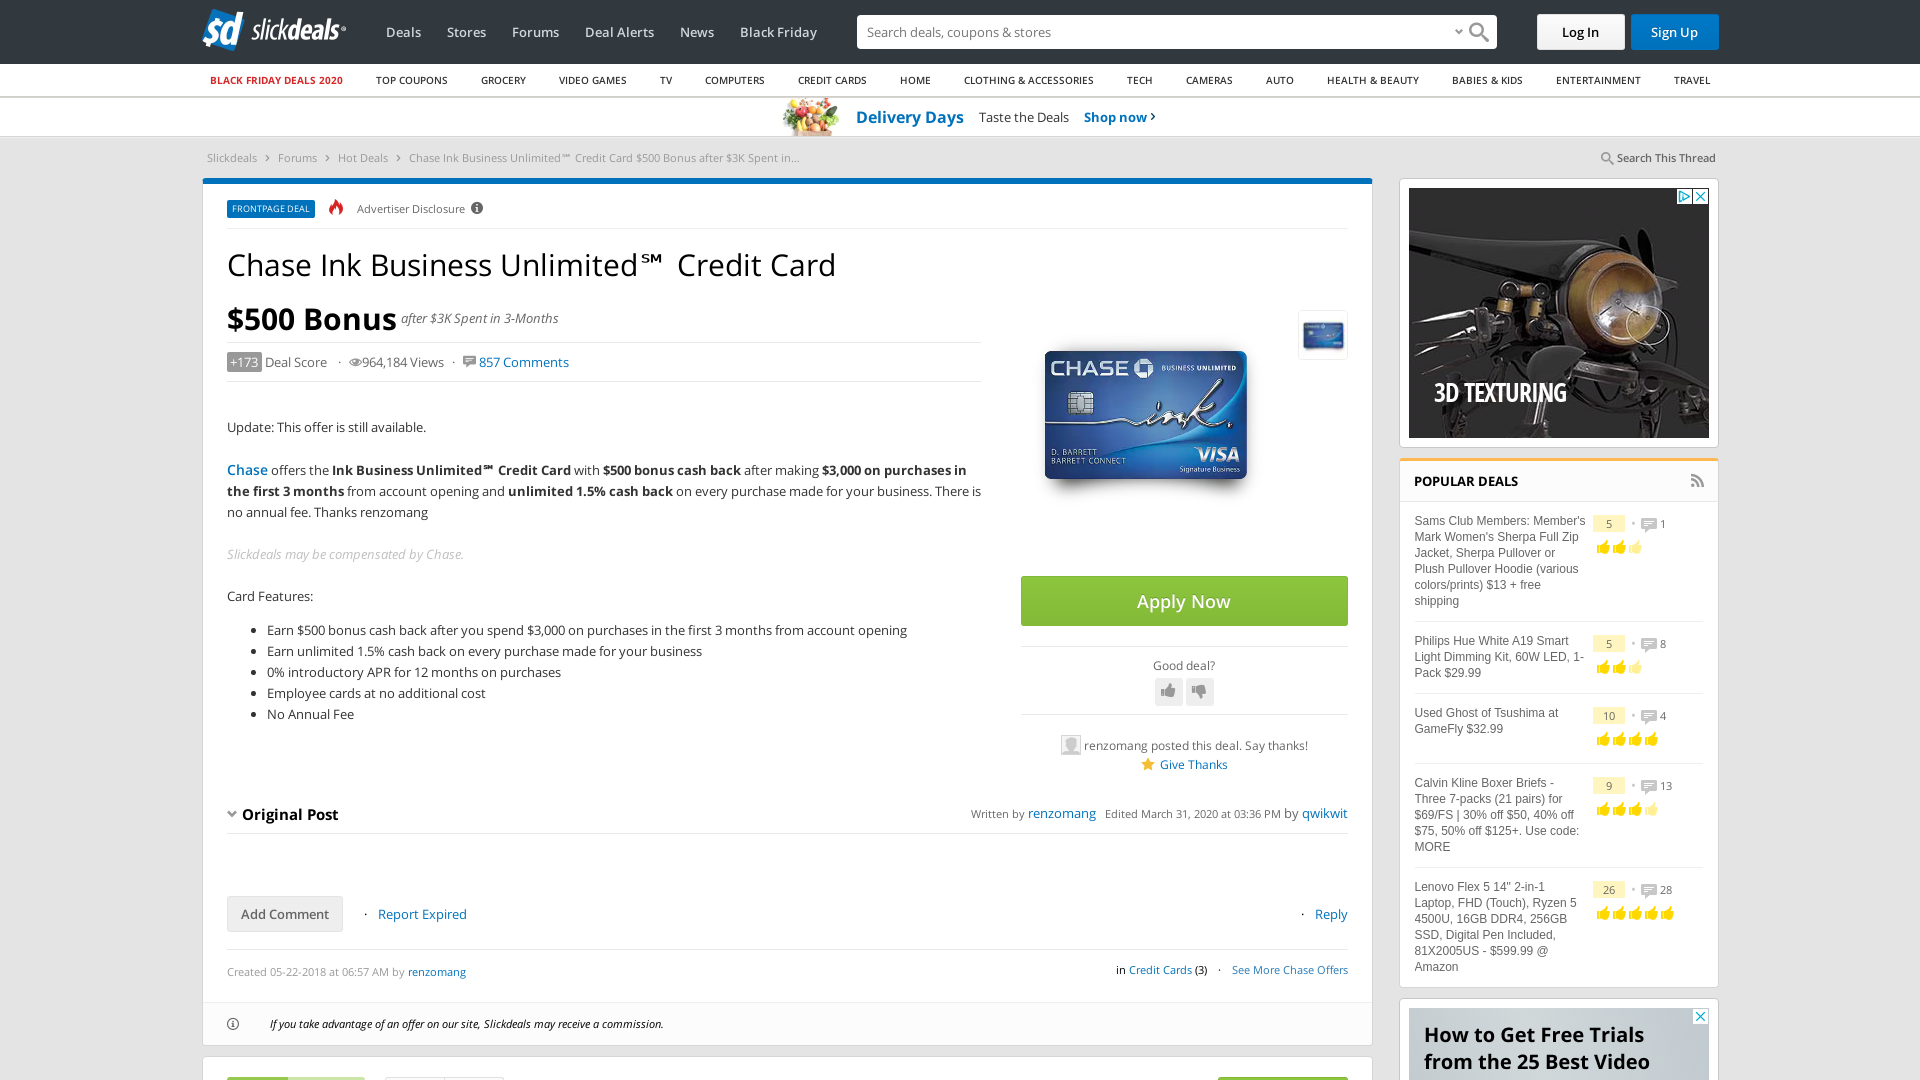 slickdeals
Deals
Stores
Forums
Deal Alerts
News
Black Friday
Search deals, coupons & stores
Log In
Sign Up
BLACK FRIDAY DEALS 2020
TOP COUPONS
GROCERY
VIDEO GAMES
TV
COMPUTERS
CREDIT CARDS
HOME
CLOTHING & ACCESSORIES
TECH
CAMERAS
AUTO
HEALTH & BEAUTY
BABIES & KIDS
ENTERTAINMENT
TRAVEL
Delivery Days Taste the Deals Shop now
Slickdeals > Forums > Hot Deals > Chase Ink Business Unlimited℠ Credit Card $500 Bonus after $3K Spent in...
Search This Thread
FRONTPAGE DEAL
Advertiser Disclosure
Chase Ink Business Unlimited℠ Credit Card
$500 Bonus after $3K Spent in 3-Months
+173 Deal Score · 964,184 Views · 857 Comments
Update: This offer is still available.
Chase offers the Ink Business Unlimited℠ Credit Card with $500 bonus cash back after making $3,000 on purchases in
the first 3 months from account opening and unlimited 1.5% cash back on every purchase made for your business. There is
no annual fee. Thanks renzomang
Slickdeals may be compensated by Chase.
Card Features:
Earn $500 bonus cash back after you spend $3,000 on purchases in the first 3 months from account opening
Earn unlimited 1.5% cash back on every purchase made for your business
0% introductory APR for 12 months on purchases
Employee cards at no additional cost
No Annual Fee
CHASE
BUSINESS UNLIMITED
ink.
D. BARRETT
BARRETT CONNECT
VISA
Signature Business
Apply Now
Good deal?
renzomang posted this deal. Say thanks!
Give Thanks
Original Post
Written by renzomang Edited March 31, 2020 at 03:36 PM by qwikwit
Add Comment
· Report Expired
· Reply
Created 05-22-2018 at 06:57 AM by renzomang
in Credit Cards (3) · See More Chase Offers
If you take advantage of an offer on our site, Slickdeals may receive a commission.
3D TEXTURING
POPULAR DEALS
Sams Club Members: Member's
Mark Women's Sherpa Full Zip
Jacket, Sherpa Pullover or
Plush Pullover Hoodie (various
colors/prints) $13 + free
shipping
5 • 1
Philips Hue White A19 Smart
Light Dimming Kit, 60W LED, 1-
Pack $29.99
5 • 8
Used Ghost of Tsushima at
GameFly $32.99
10 • 4
Calvin Kline Boxer Briefs -
Three 7-packs (21 pairs) for
$69/FS | 30% off $50, 40% off
$75, 50% off $125+. Use code:
MORE
9 • 13
Lenovo Flex 5 14" 2-in-1
Laptop, FHD (Touch), Ryzen 5
4500U, 16GB DDR4, 256GB
SSD, Digital Pen Included,
81X2005US - $599.99 @
Amazon
26 • 28
How to Get Free Trials
from the 25 Best Video